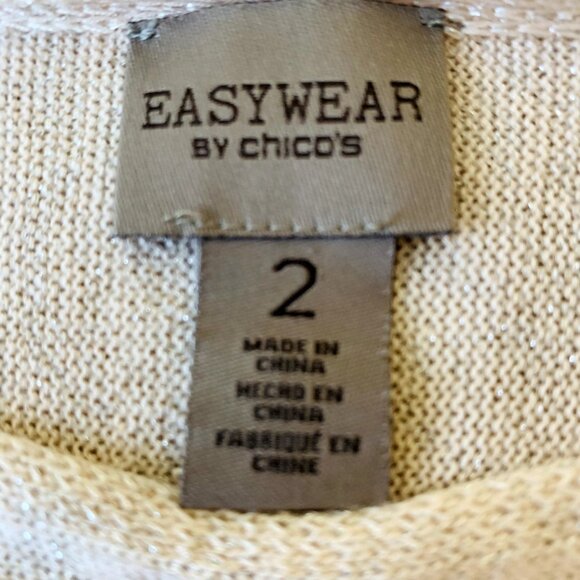 EASYWEAR
BY chico's
2
MADE IN
CHINA
HECHO EN
CHINA
FABRIQUÉ EN
CHINE